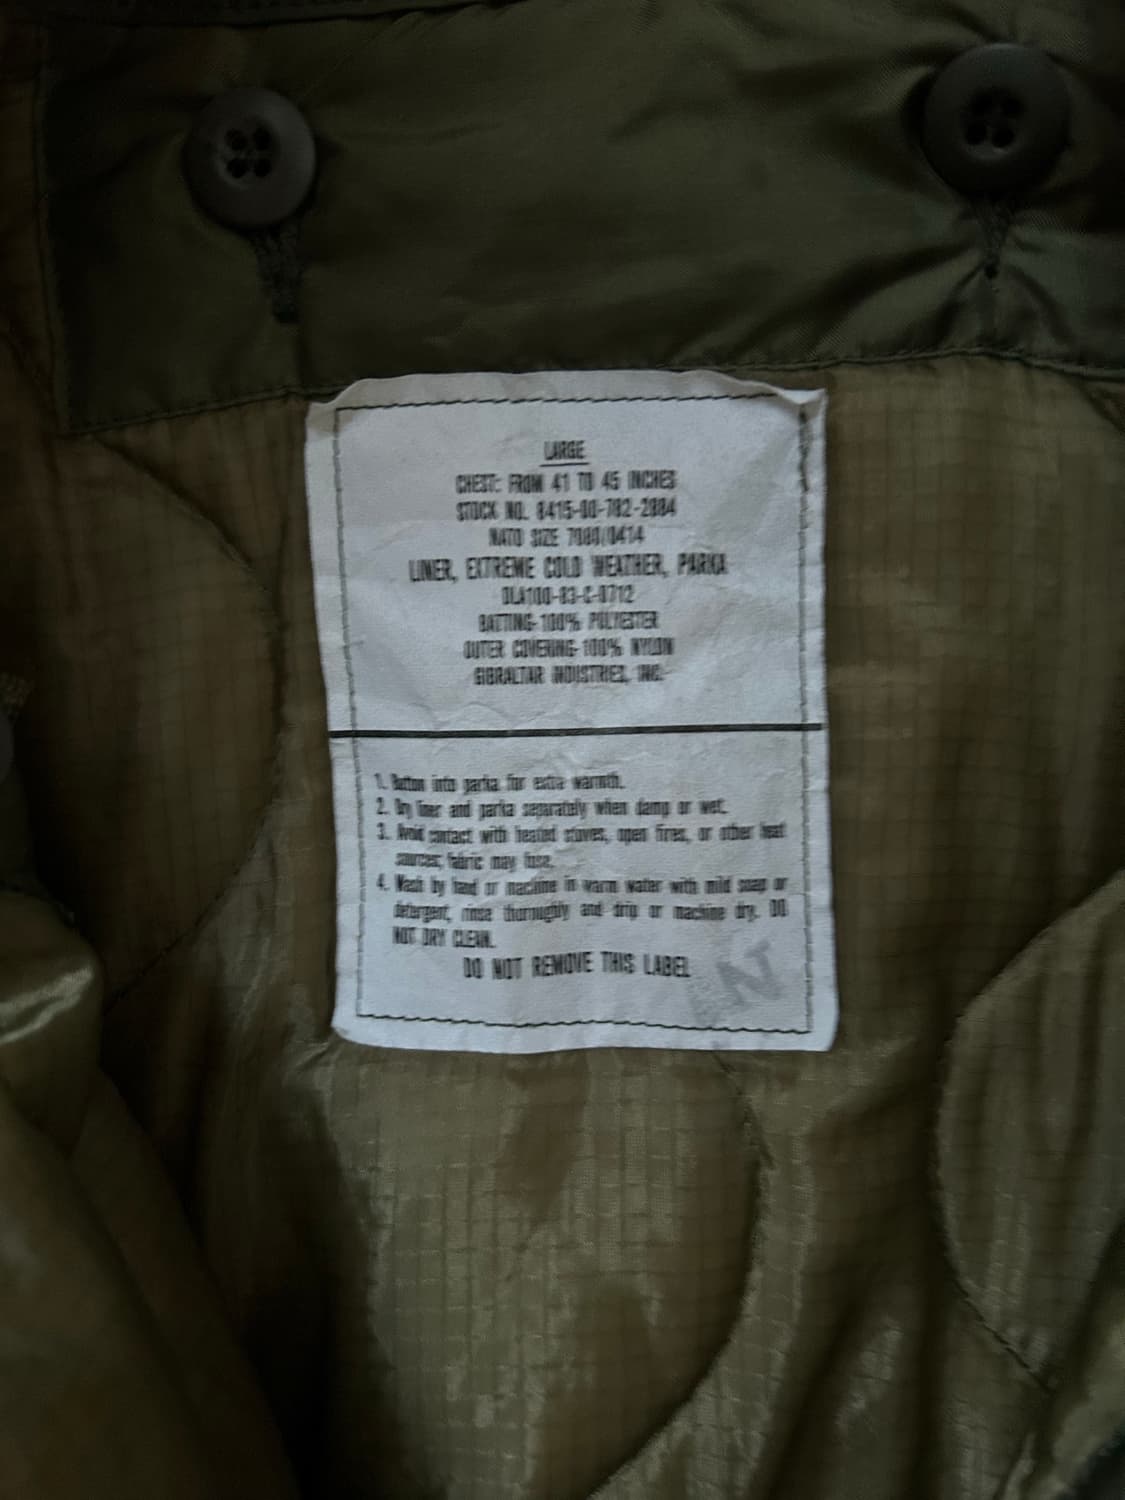 LARGE
CHEST: FROM 41 TO 45 INCHES
STOCK NO. 8415-00-782-2884
NATO SIZE 7080/0414
LINER, EXTREME COLD WEATHER, PARKA
DLA100-83-C-0712
BATTING-100% POLYESTER
OUTER COVERING-100% NYLON
GIBRALTAR INDUSTRIES, INC.
1. Button into parka for extra warmth.
2. Dry liner and parka separately when damp or wet.
3. Avoid contact with heated stoves, open fires, or other heat
sources; fabric may fuse.
4. Wash by hand or machine in warm water with mild soap or
detergent, rinse thoroughly and drip or machine dry. DO
NOT DRY CLEAN.
DO NOT REMOVE THIS LABEL